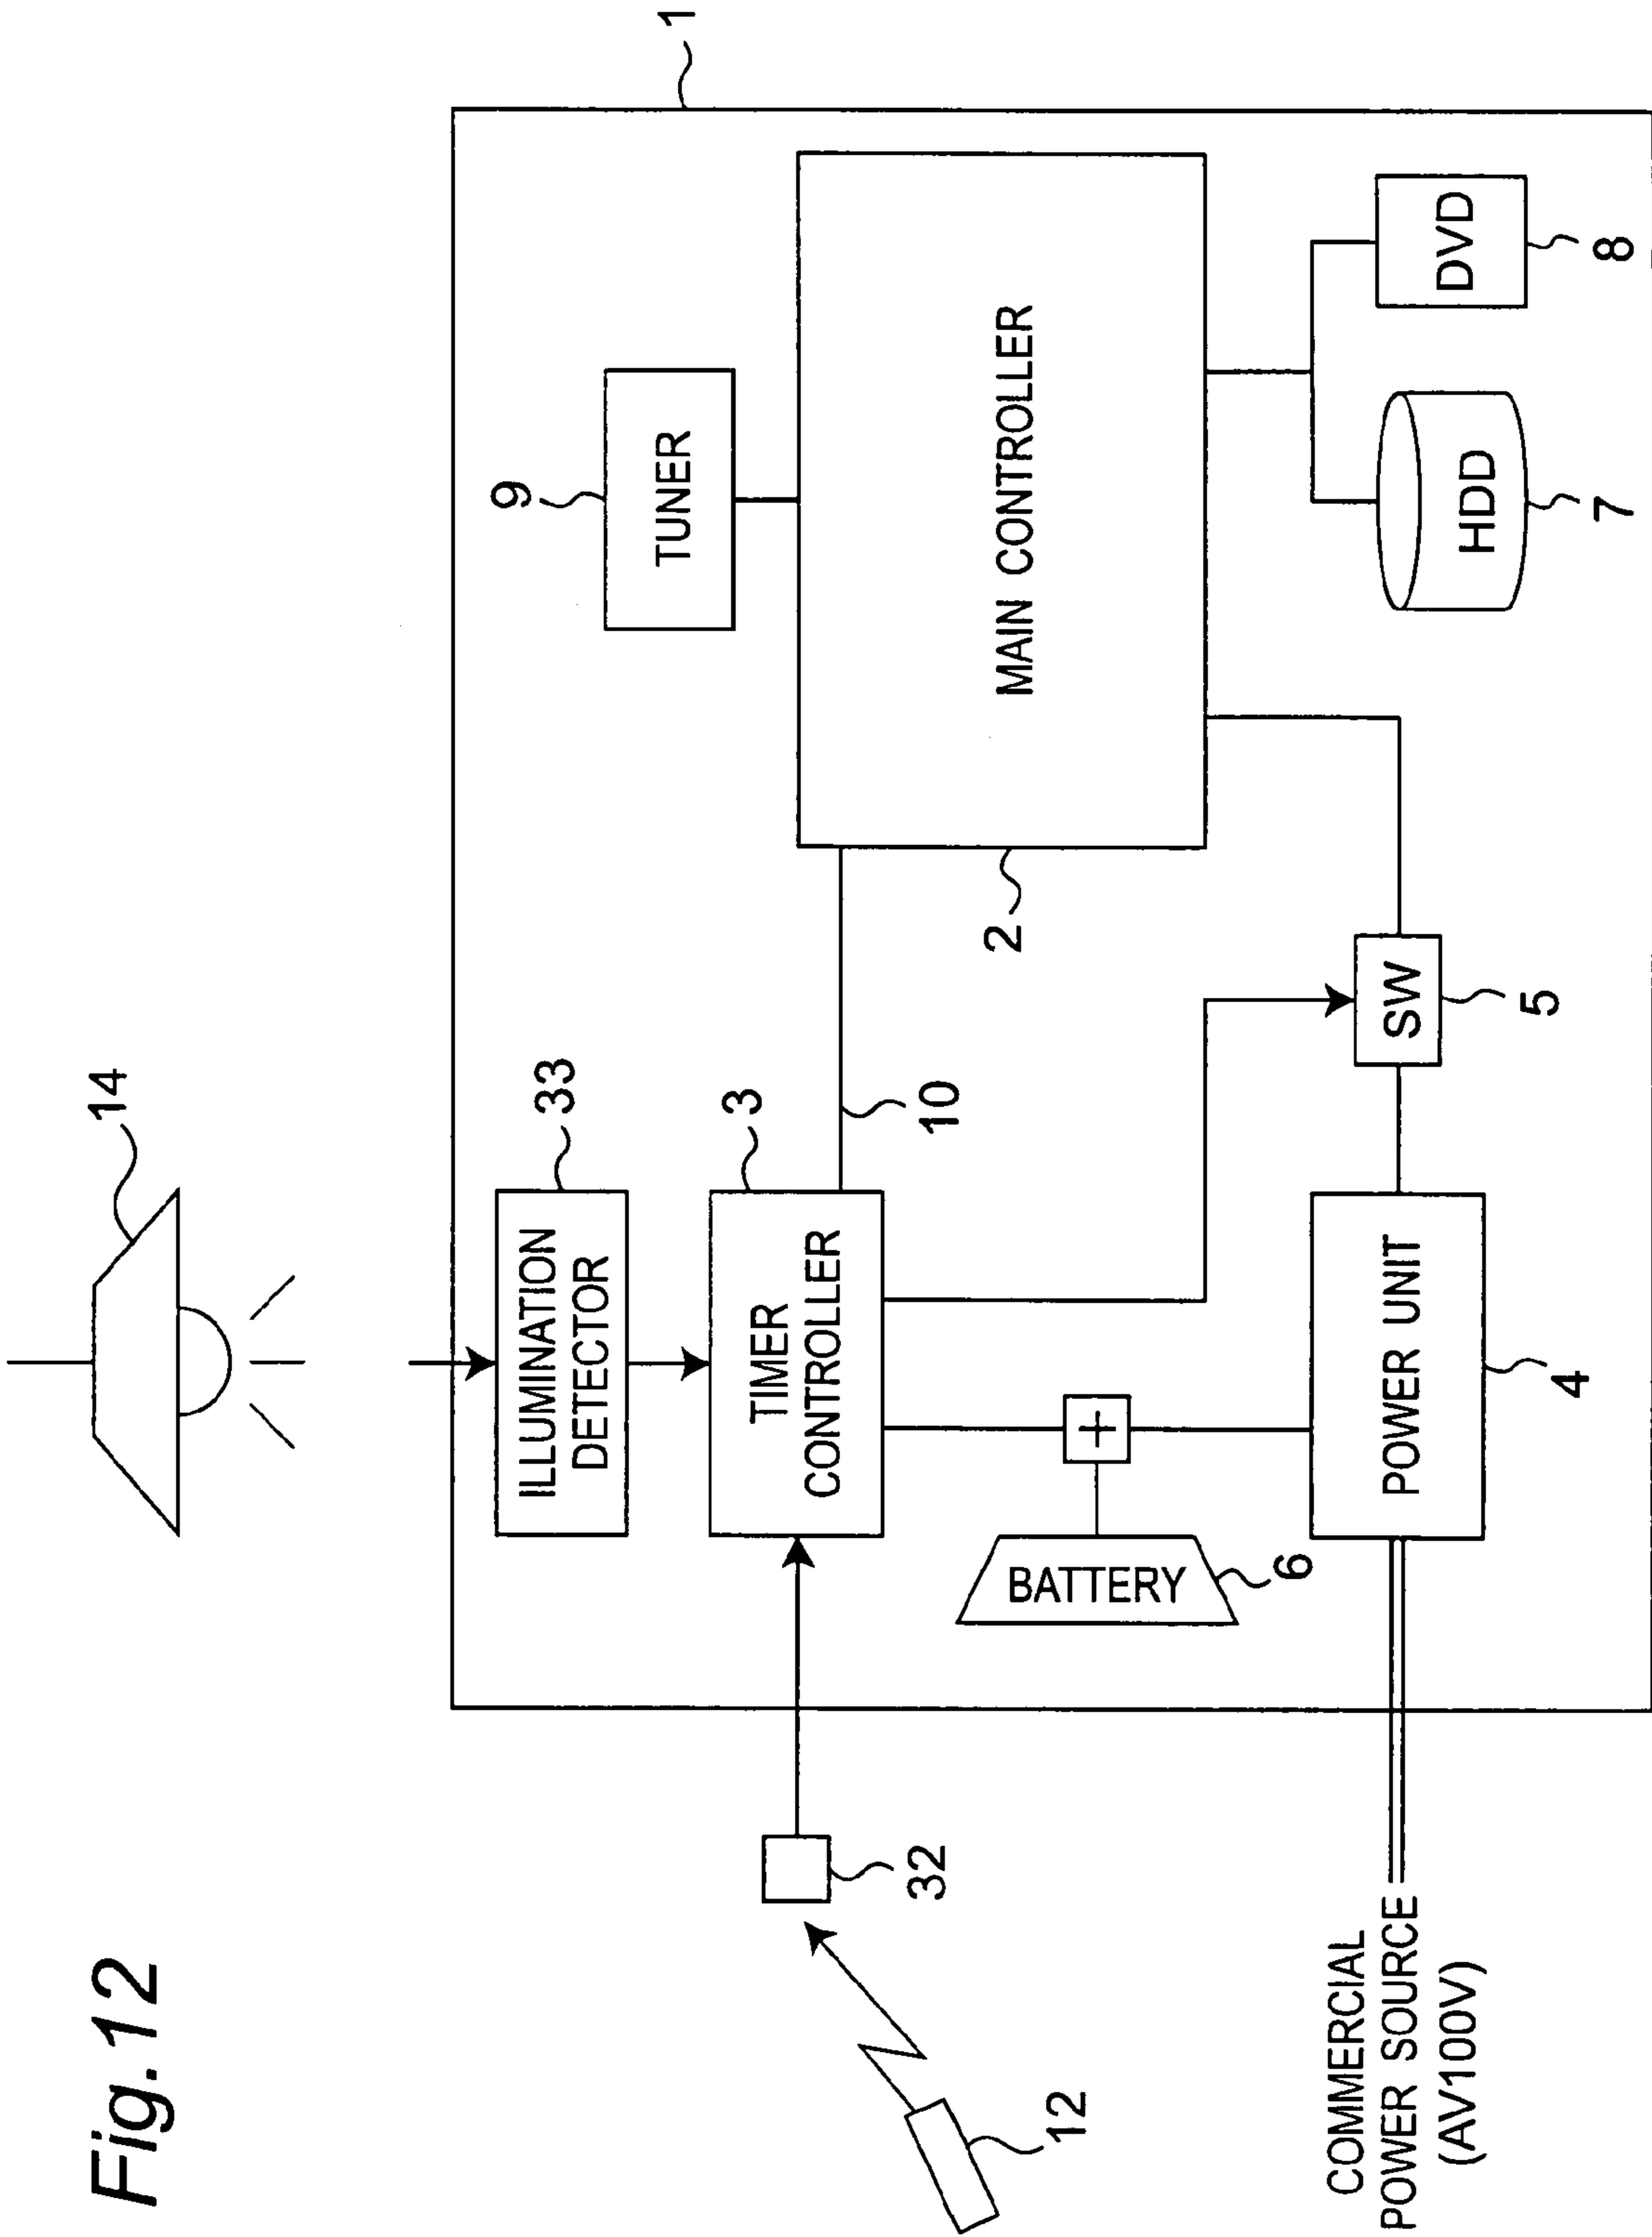 Fig.12
14
1
ILLUMINATION
DETECTOR
33
9
TUNER
TIMER
CONTROLLER
3
32
12
10
MAIN CONTROLLER
2
BATTERY
6
+
SW
5
POWER UNIT
4
HDD
7
DVD
8
COMMERCIAL
POWER SOURCE
(AV100V)